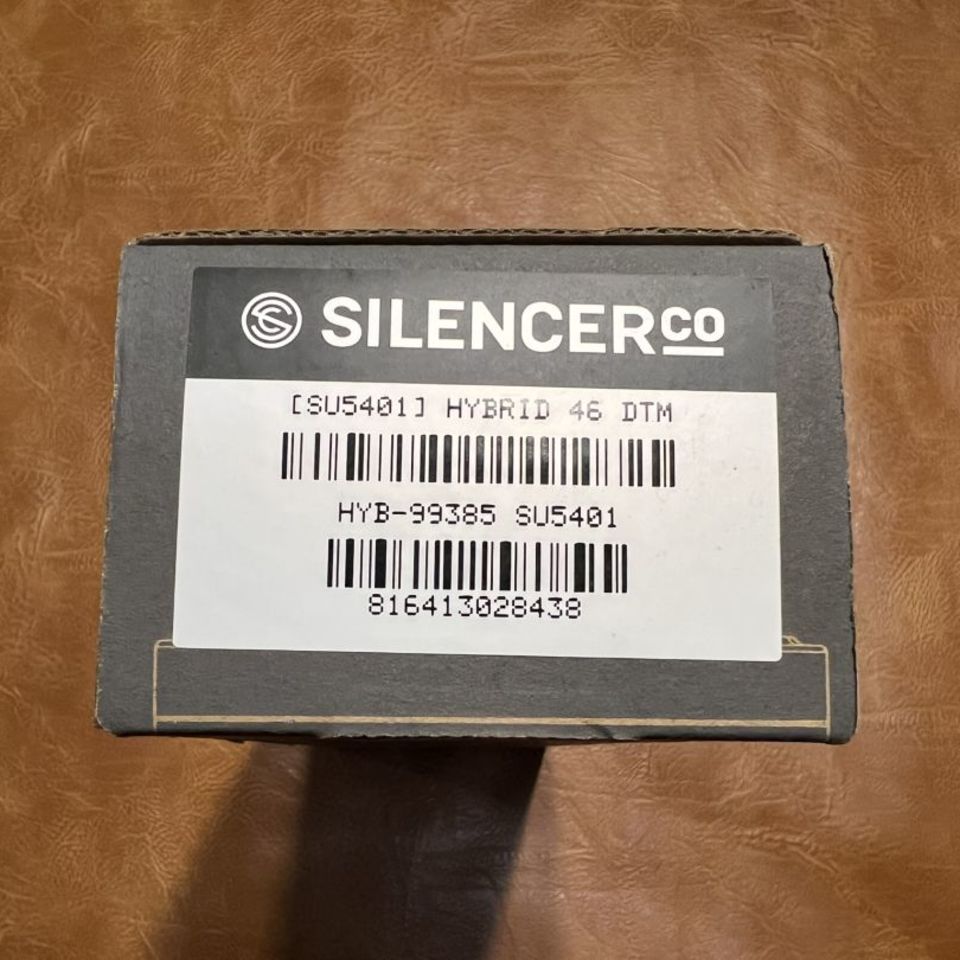 SILENCERCO
[SU5401] HYBRID 46 DTM
HYB-99385 SU5401
816413028438